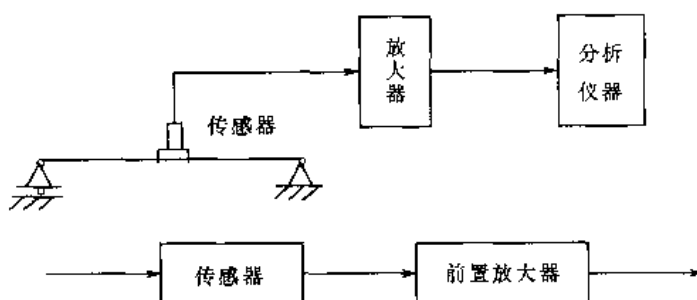 放大器
分析
仪器
传感器
传感器
前置放大器